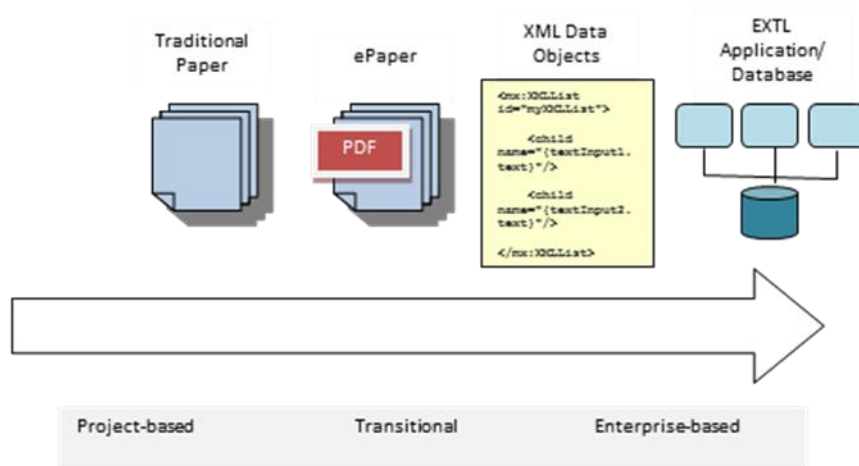 Traditional
Paper
ePaper
XML Data
Objects
EXTL
Application/
Database
PDF
<mx:XMLList
id="myXMLList">
<child
name="{textInput1.
text}"/>
<child
name="{textInput2.
text}"/>
</mx:XMLList>
Project-based
Transitional
Enterprise-based